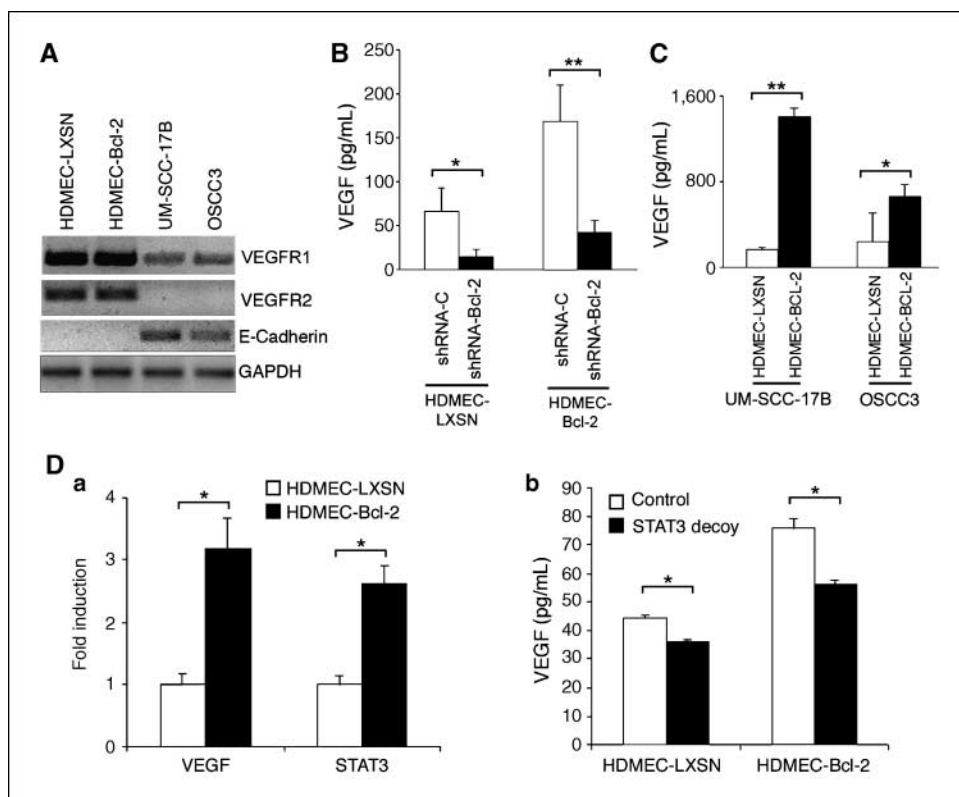 A
HDMEC-LXSN
HDMEC-Bcl-2
UM-SCC-17B
OSCC3
VEGFR1
VEGFR2
E-Cadherin
GAPDH
B
VEGF (pg/mL)
250
200
150
100
50
0
*
**
shRNA-C
shRNA-Bcl-2
shRNA-C
shRNA-Bcl-2
HDMEC-
LXSN
HDMEC-
Bcl-2
C
VEGF (pg/mL)
1,600
800
0
**
*
HDMEC-LXSN
HDMEC-BCL-2
HDMEC-LXSN
HDMEC-BCL-2
UM-SCC-17B
OSCC3
D
a
Fold induction
4
3
2
1
0
*
*
HDMEC-LXSN
HDMEC-Bcl-2
VEGF
STAT3
b
VEGF (pg/mL)
90
80
70
60
50
40
30
20
10
0
Control
STAT3 decoy
*
*
HDMEC-LXSN
HDMEC-Bcl-2